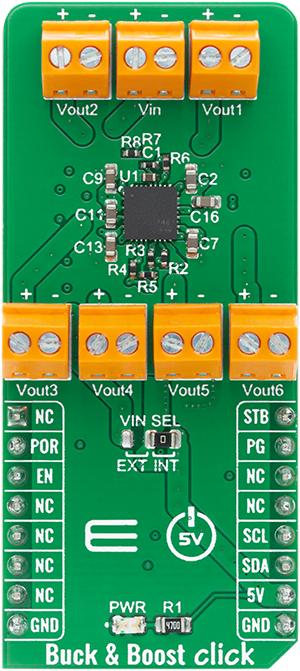 + - + - + -
Vout2 Vin Vout1
R8 R7
C1
R6
C9 U1 C2
C11 C16
C13 R3 C7
R4 R2
R5
+ - + - + - + -
Vout3 Vout4 Vout5 Vout6
NC VIN SEL STB
POR 0 PG
EN EXT INT NC
NC NC
NC SCL
NC 5V SDA
NC PWR R1 5V
GND 4700 GND
Buck & Boost click